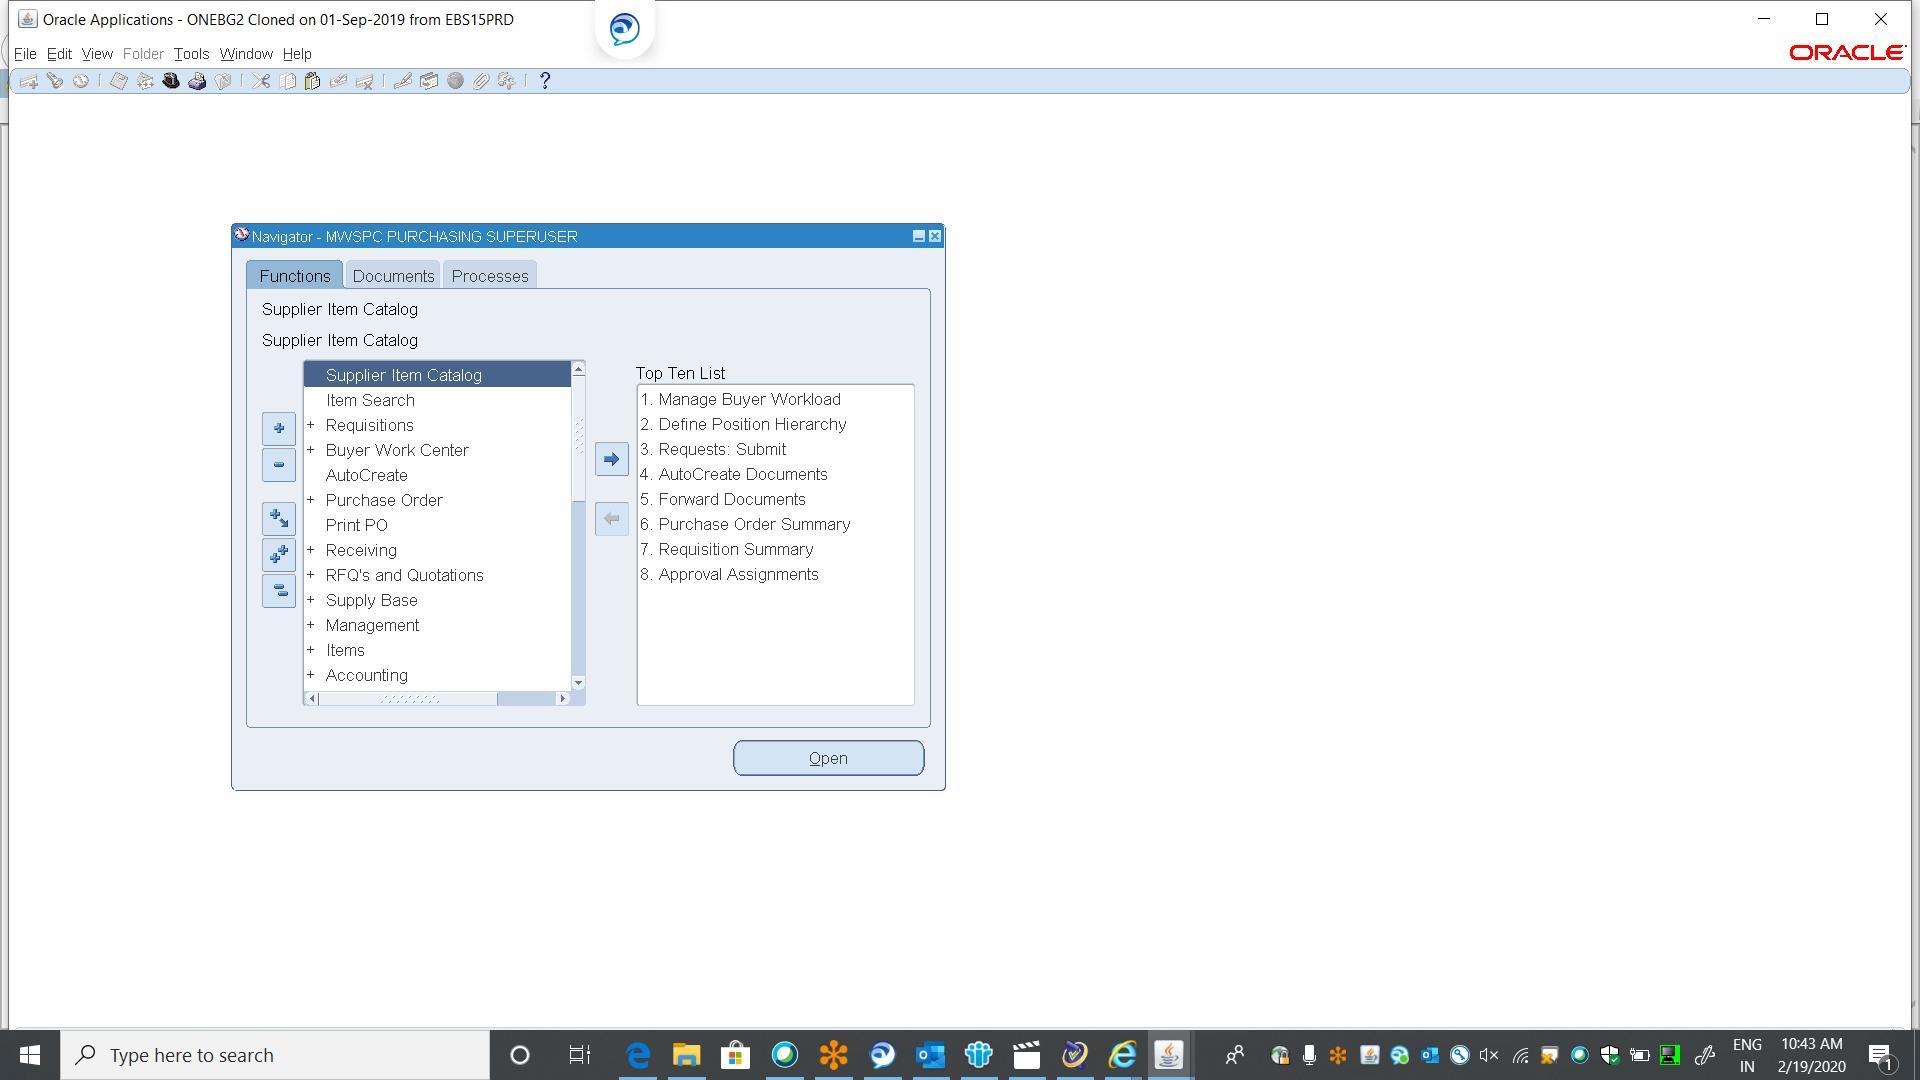 Oracle Applications - ONEBG2 Cloned on 01-Sep-2019 from EBS15PRD
File Edit View Folder Tools Window Help
ORACLE
?
Navigator - MWSPC PURCHASING SUPERUSER
Functions Documents Processes
Supplier Item Catalog
Supplier Item Catalog
Supplier Item Catalog
Item Search
+ Requisitions
+ Buyer Work Center
AutoCreate
+ Purchase Order
Print PO
+ Receiving
+ RFQ's and Quotations
+ Supply Base
+ Management
+ Items
+ Accounting
Top Ten List
1. Manage Buyer Workload
2. Define Position Hierarchy
3. Requests: Submit
4. AutoCreate Documents
5. Forward Documents
6. Purchase Order Summary
7. Requisition Summary
8. Approval Assignments
Open
Type here to search
ENG
IN
10:43 AM
2/19/2020
1